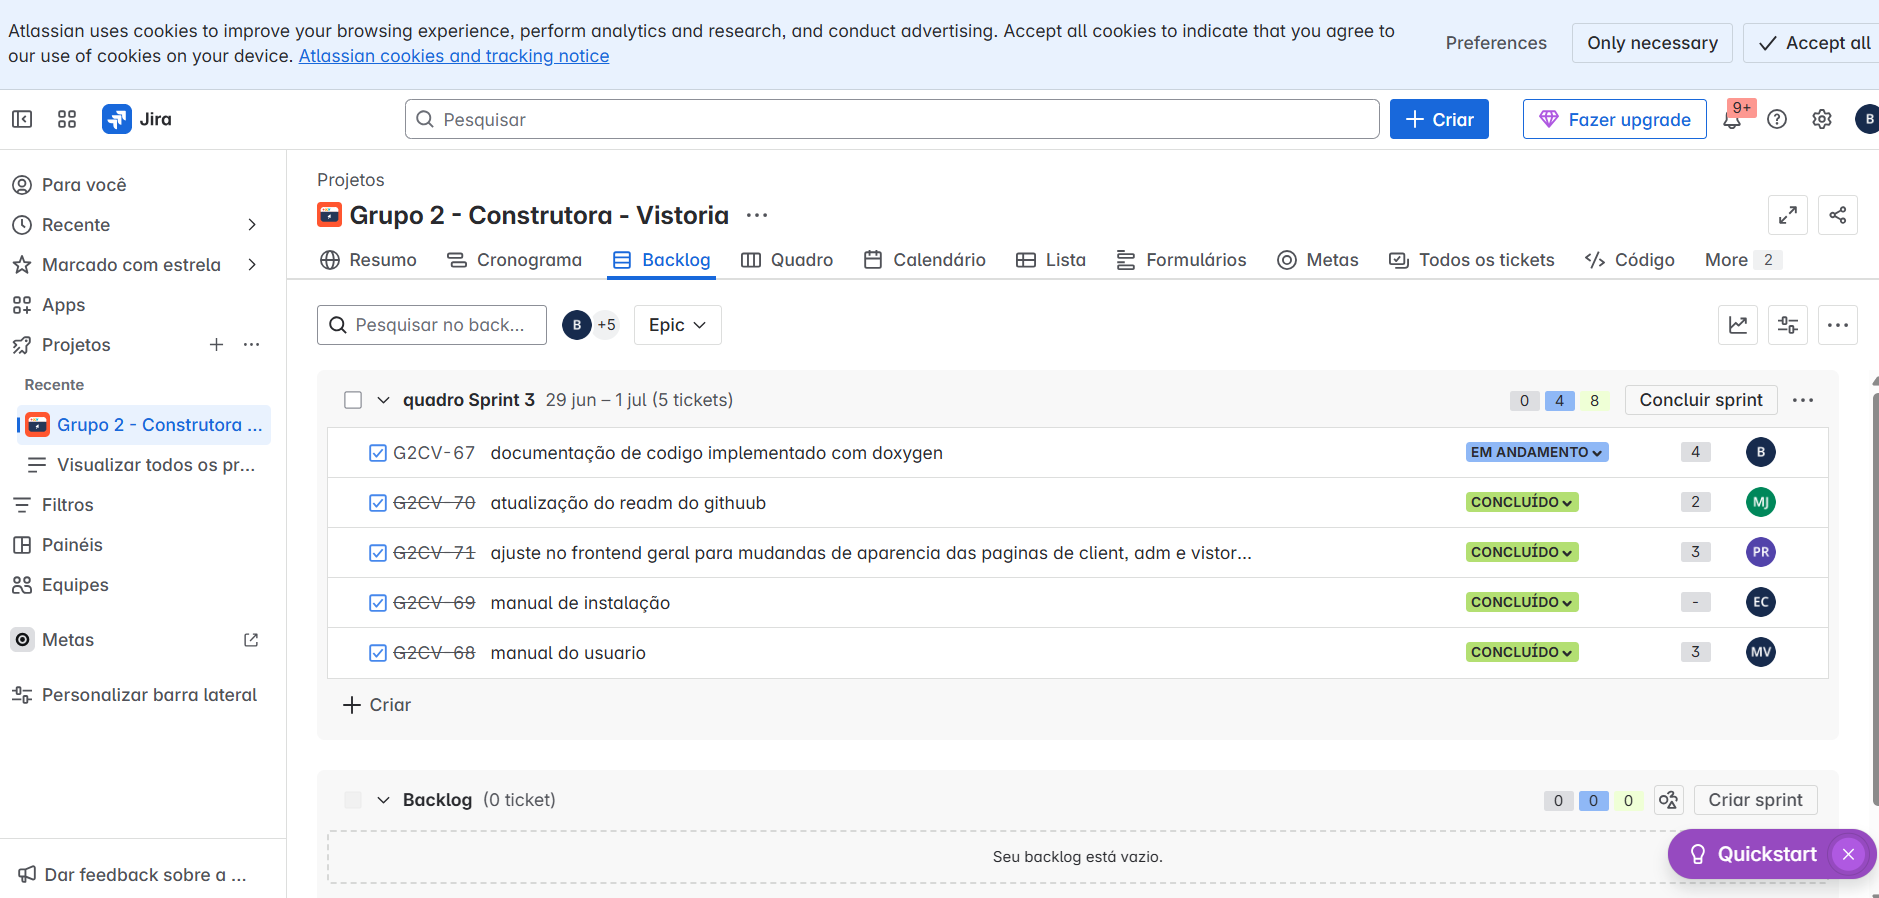 Atlassian uses cookies to improve your browsing experience, perform analytics and research, and conduct advertising. Accept all cookies to indicate that you agree to
our use of cookies on your device. Atlassian cookies and tracking notice
Preferences
Only necessary
Accept all
Jira
Pesquisar
Criar
Fazer upgrade
9+
B
Para você
Recente
Marcado com estrela
Apps
Projetos
Recente
Grupo 2 - Construtora ...
Visualizar todos os pr...
Filtros
Painéis
Equipes
Metas
Personalizar barra lateral
Dar feedback sobre a ...
Projetos
Grupo 2 - Construtora - Vistoria
Resumo
Cronograma
Backlog
Quadro
Calendário
Lista
Formulários
Metas
Todos os tickets
Código
More 2
Pesquisar no back...
B +5
Epic
quadro Sprint 3 29 jun – 1 jul (5 tickets)
0 4 8
Concluir sprint
G2CV-67 documentação de codigo implementado com doxygen EM ANDAMENTO 4 B
G2CV-70 atualização do readm do githuub CONCLUÍDO 2 MJ
G2CV-71 ajuste no frontend geral para mudandas de aparencia das paginas de client, adm e vistor... CONCLUÍDO 3 PR
G2CV-69 manual de instalação CONCLUÍDO - EC
G2CV-68 manual do usuario CONCLUÍDO 3 MV
Criar
Backlog (0 ticket)
0 0 0
Criar sprint
Seu backlog está vazio.
Quickstart